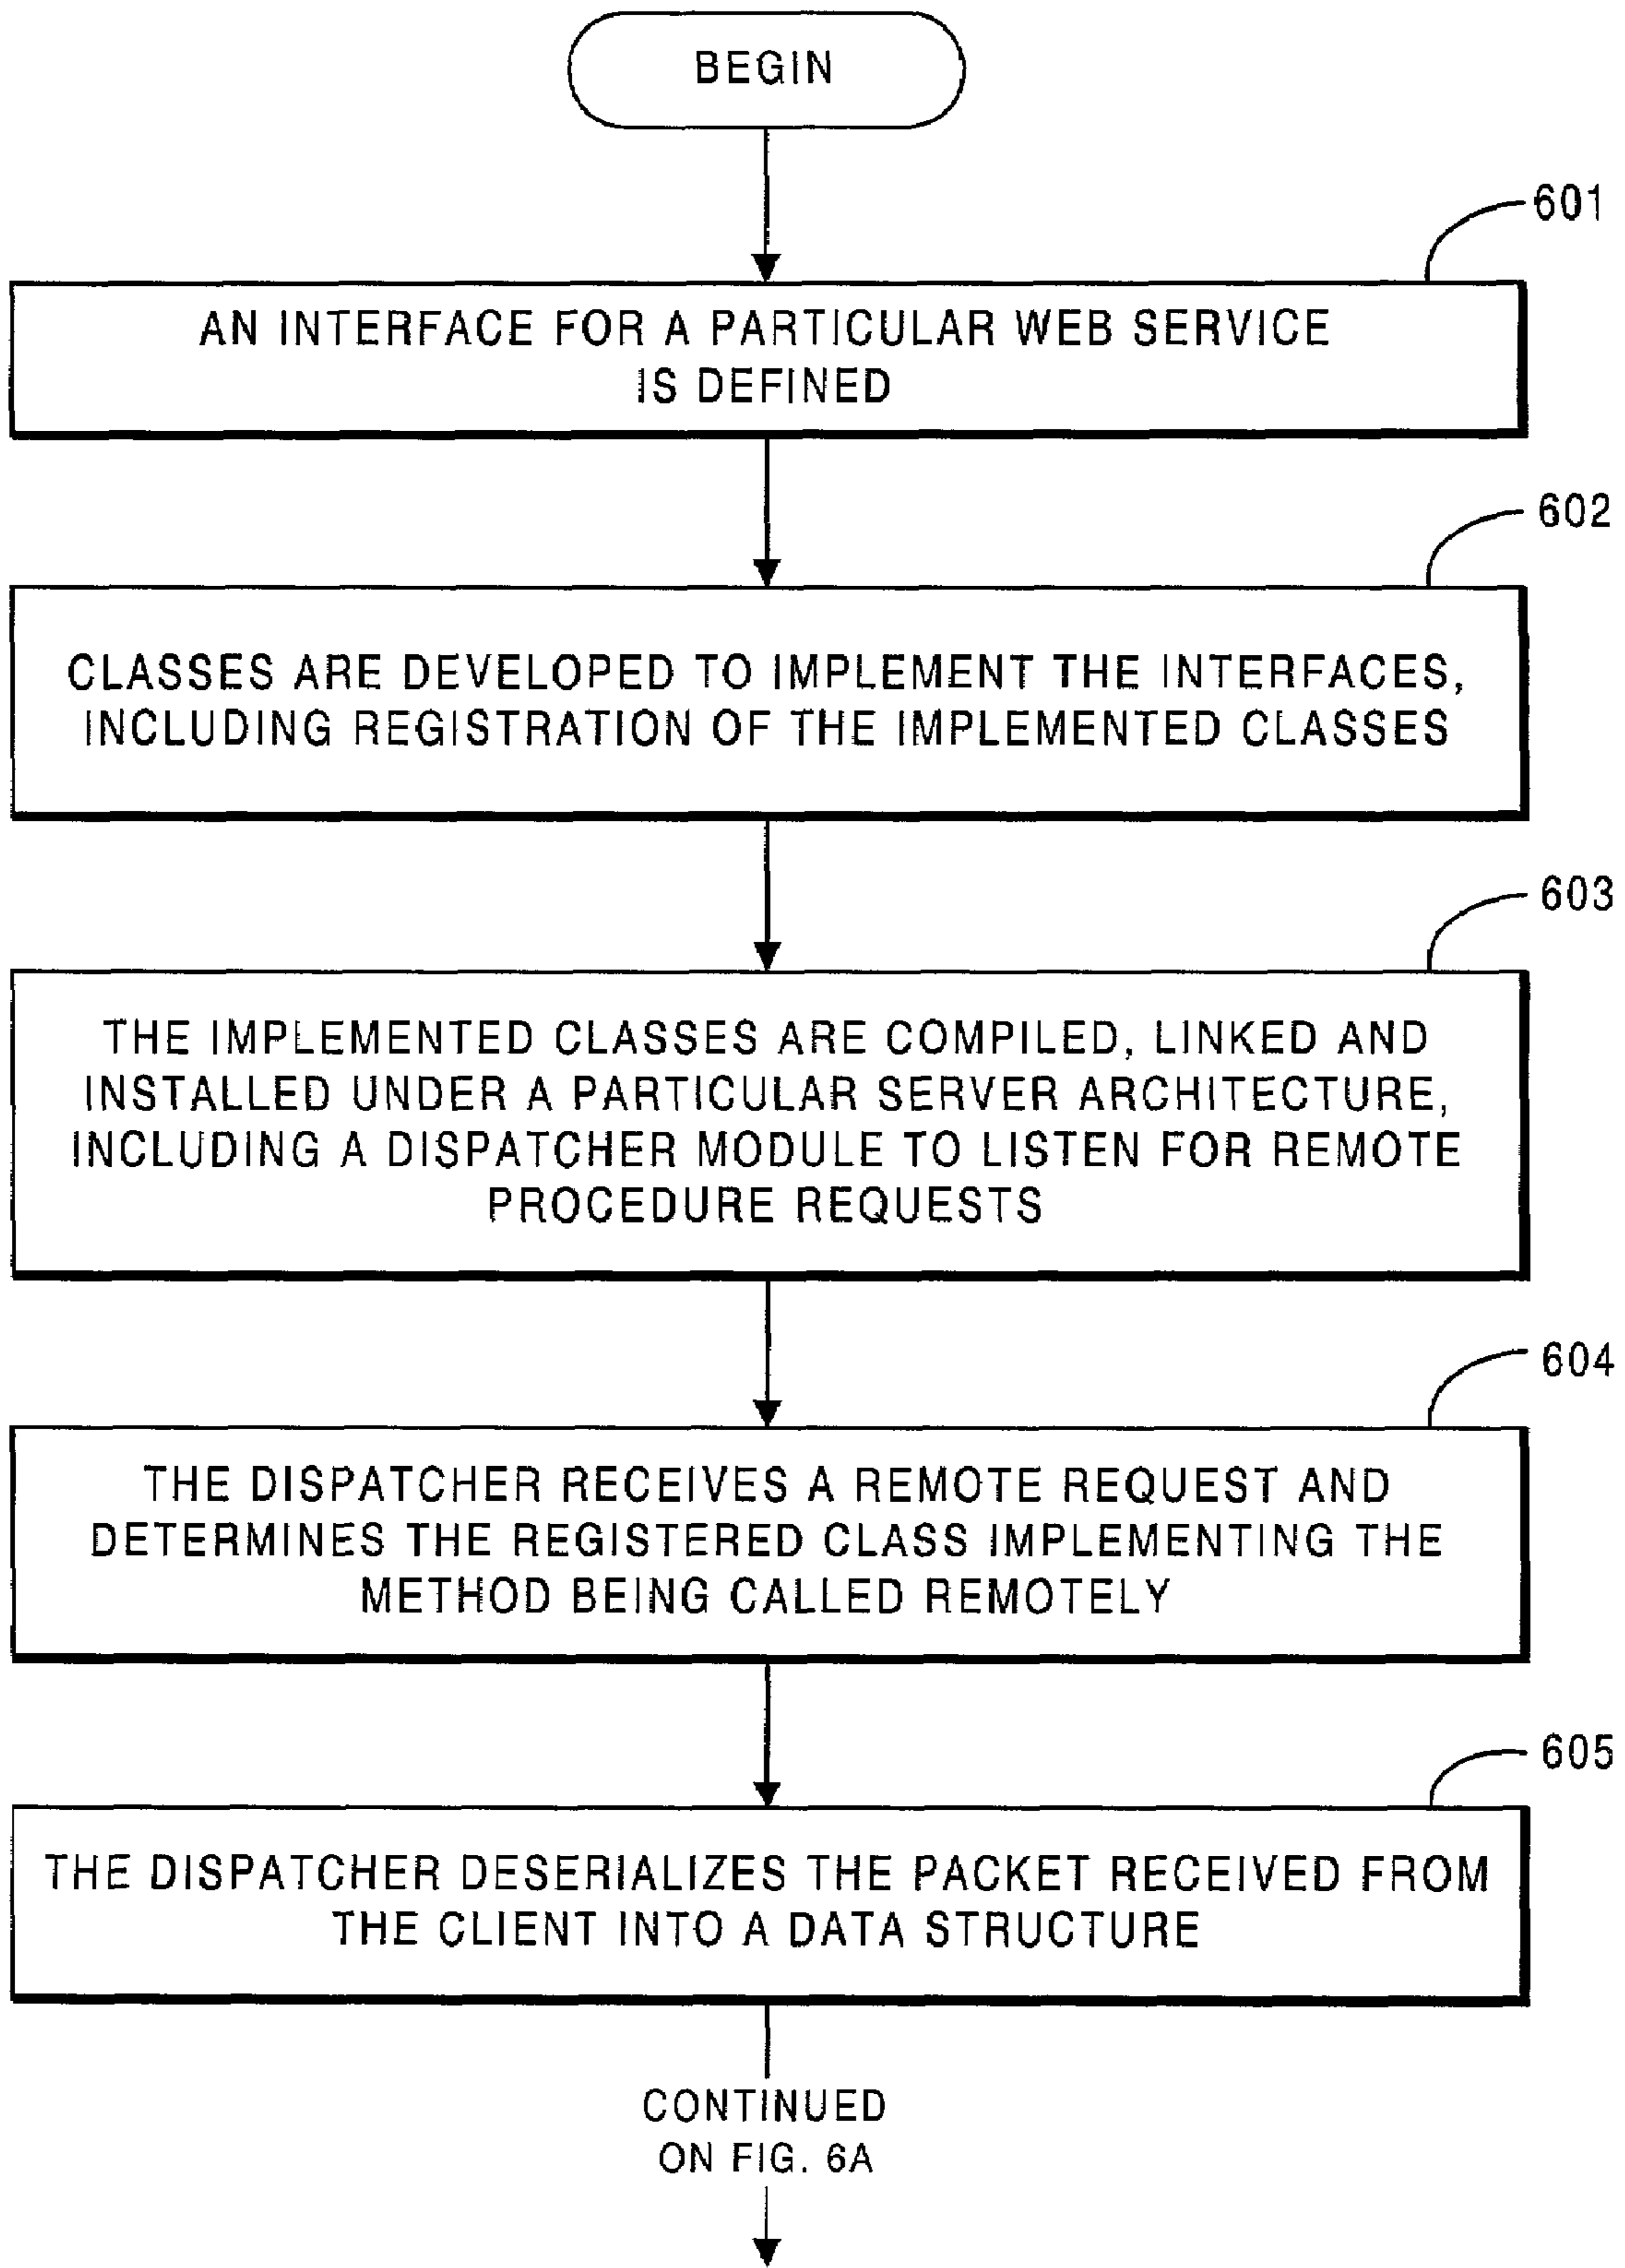 BEGIN
601
AN INTERFACE FOR A PARTICULAR WEB SERVICE
IS DEFINED
602
CLASSES ARE DEVELOPED TO IMPLEMENT THE INTERFACES,
INCLUDING REGISTRATION OF THE IMPLEMENTED CLASSES
603
THE IMPLEMENTED CLASSES ARE COMPILED, LINKED AND
INSTALLED UNDER A PARTICULAR SERVER ARCHITECTURE,
INCLUDING A DISPATCHER MODULE TO LISTEN FOR REMOTE
PROCEDURE REQUESTS
604
THE DISPATCHER RECEIVES A REMOTE REQUEST AND
DETERMINES THE REGISTERED CLASS IMPLEMENTING THE
METHOD BEING CALLED REMOTELY
605
THE DISPATCHER DESERIALIZES THE PACKET RECEIVED FROM
THE CLIENT INTO A DATA STRUCTURE
CONTINUED
ON FIG. 6A